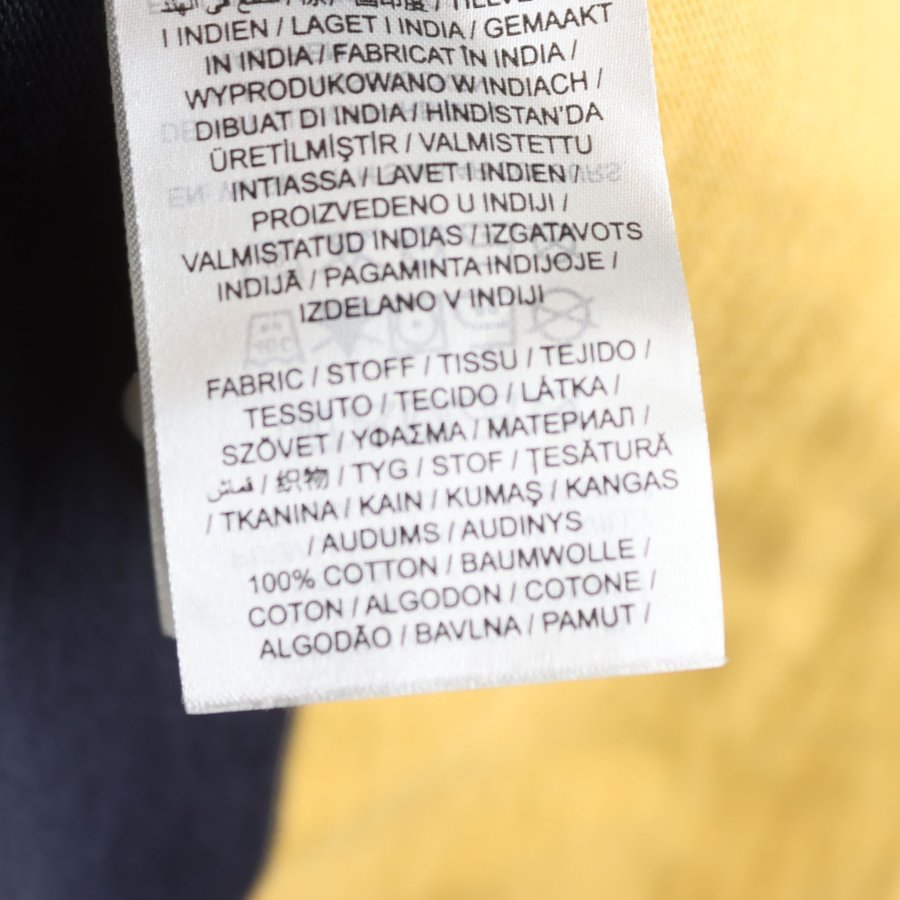 I INDIEN / LAGET I INDIA / GEMAAKT
IN INDIA / FABRICAT ÎN INDIA /
WYPRODUKOWANO W INDIACH /
DIBUAT DI INDIA / HİNDİSTAN'DA
ÜRETİLMİŞTİR / VALMISTETTU
INTIASSA / LAVET I INDIEN /
PROIZVEDENO U INDIJI /
VALMISTATUD INDIAS / IZGATAVOTS
INDIJĀ / PAGAMINTA INDIJOJE /
IZDELANO V INDIJI
FABRIC / STOFF / TISSU / TEJIDO /
TESSUTO / TECIDO / LÁTKA /
SZÖVET / ΥΦΑΣΜΑ / МАТЕРИАЛ /
قماش / 织物 / TYG / STOF / ŢESĂTURĂ
/ TKANINA / KAIN / KUMAŞ / KANGAS
/ AUDUMS / AUDINYS
100% COTTON / BAUMWOLLE /
COTON / ALGODON / COTONE /
ALGODÃO / BAVLNA / PAMUT /